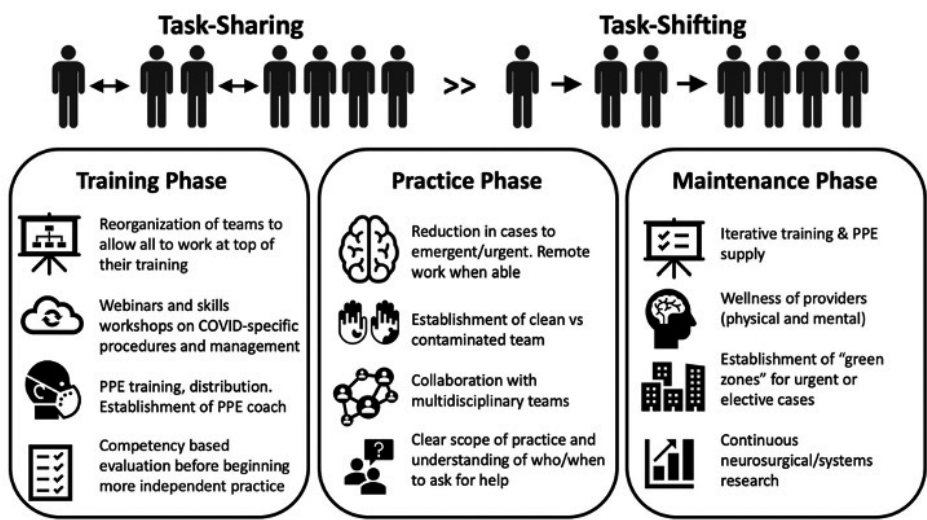 Task-Sharing
>>
Task-Shifting
Training Phase
Reorganization of teams to
allow all to work at top of
their training
Webinars and skills
workshops on COVID-specific
procedures and management
PPE training, distribution.
Establishment of PPE coach
Competency based
evaluation before beginning
more independent practice
Practice Phase
Reduction in cases to
emergent/urgent. Remote
work when able
Establishment of clean vs
contaminated team
Collaboration with
multidisciplinary teams
?
Clear scope of practice and
understanding of who/when
to ask for help
Maintenance Phase
Iterative training & PPE
supply
Wellness of providers
(physical and mental)
Establishment of “green
zones” for urgent or
elective cases
Continuous
neurosurgical/systems
research